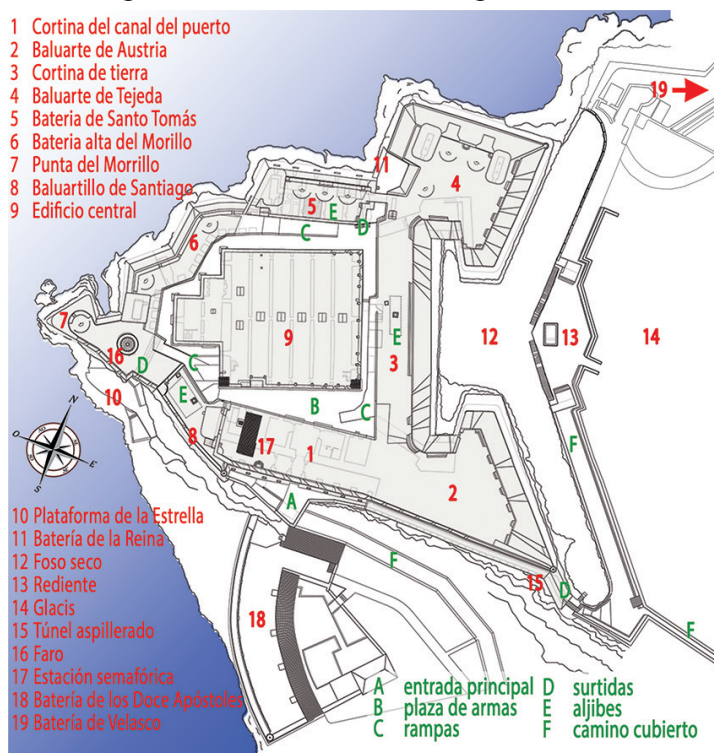 1 Cortina del canal del puerto
2 Baluarte de Austria
3 Cortina de tierra
4 Baluarte de Tejeda
5 Bateria de Santo Tomás
6 Bateria alta del Morillo
7 Punta del Morrillo
8 Baluartillo de Santiago
9 Edificio central
19
11
4
5
E
D
C
6
7
16
D
10
9
E
3
12
13
14
C
E
B
C
8
17
1
2
A
F
F
N
O
E
S
15
D
18
F
10 Plataforma de la Estrella
11 Batería de la Reina
12 Foso seco
13 Rediente
14 Glacis
15 Túnel aspillerado
16 Faro
17 Estación semafórica
18 Batería de los Doce Apóstoles
19 Batería de Velasco
A entrada principal
B plaza de armas
C rampas
D surtidas
E aljibes
F camino cubierto